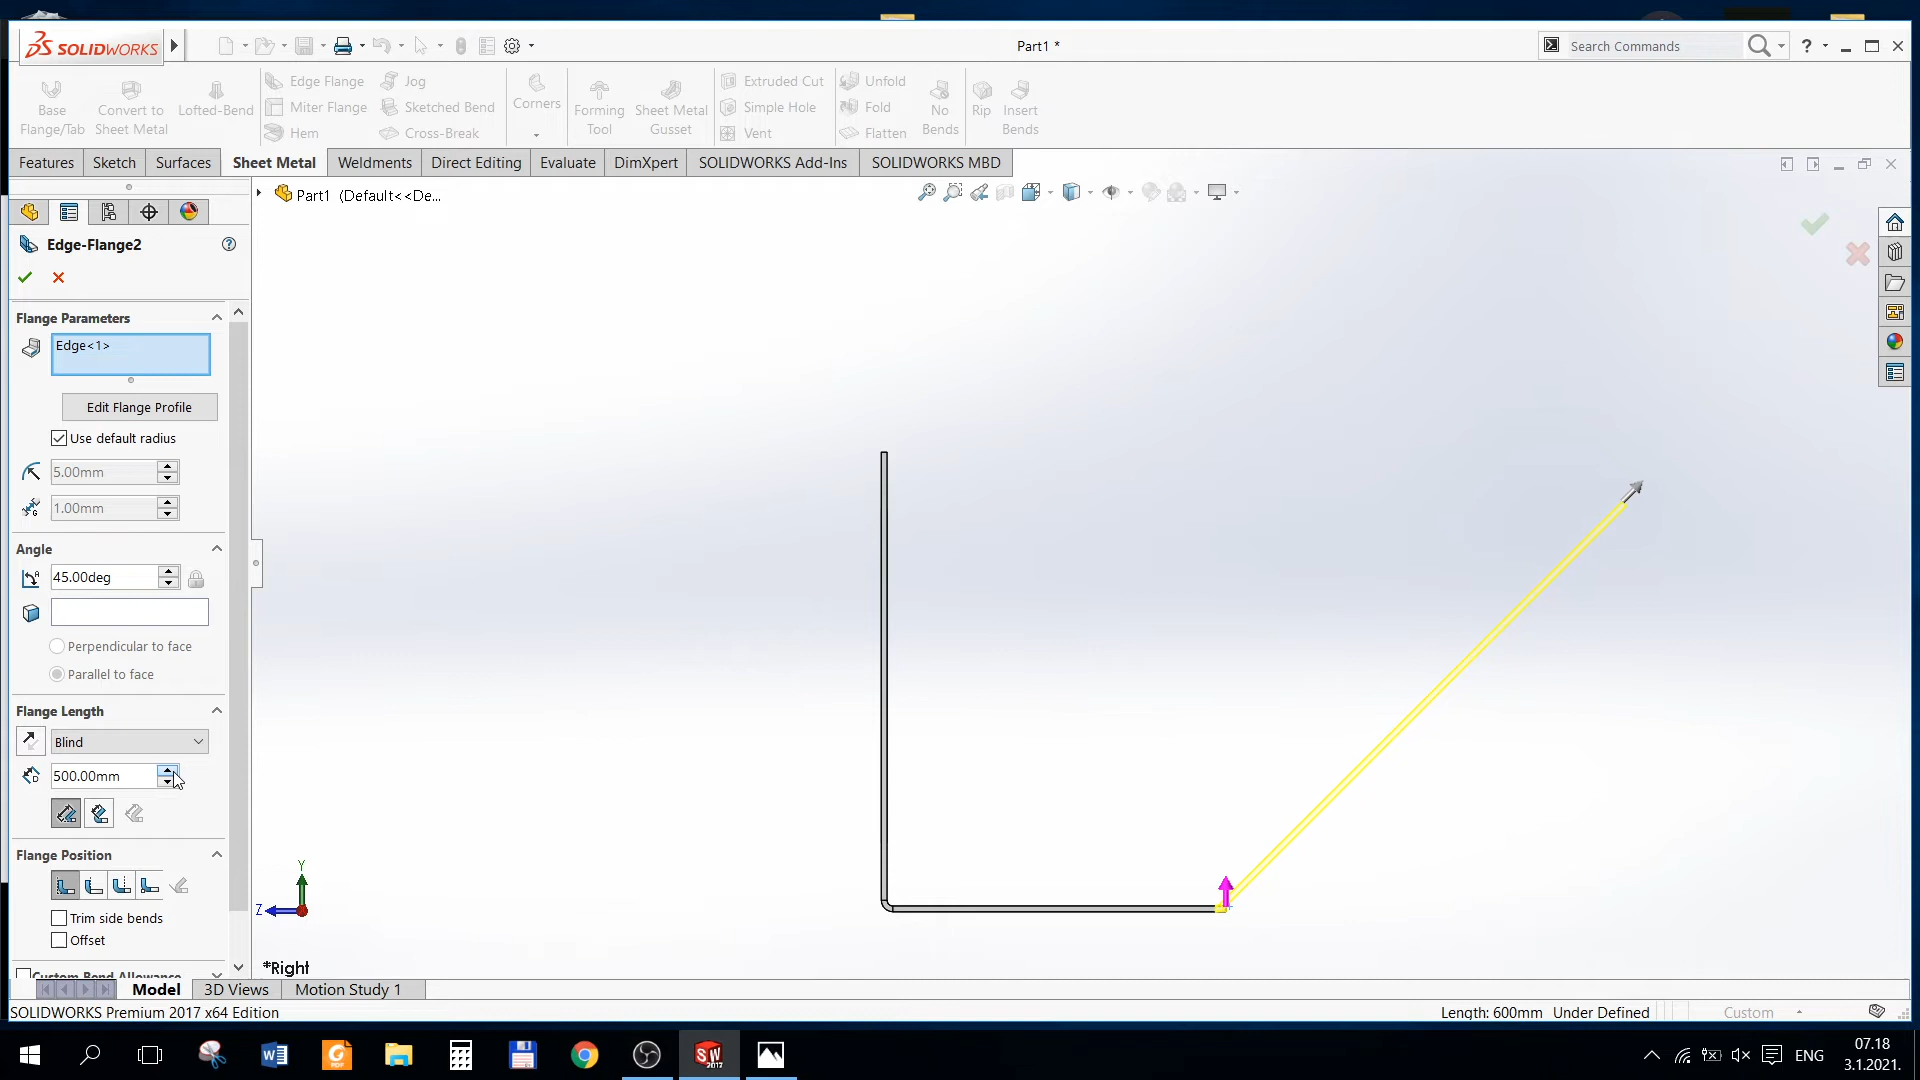 SOLIDWORKS
Part1 *
Search Commands
?
Base Flange/Tab
Convert to Sheet Metal
Lofted-Bend
Edge Flange
Miter Flange
Hem
Jog
Sketched Bend
Cross-Break
Corners
Forming Tool
Sheet Metal Gusset
Extruded Cut
Simple Hole
Vent
Unfold
Fold
Flatten
No Bends
Rip
Insert Bends
Features
Sketch
Surfaces
Sheet Metal
Weldments
Direct Editing
Evaluate
DimXpert
SOLIDWORKS Add-Ins
SOLIDWORKS MBD
Part1 (Default<<De...
Edge-Flange2
Flange Parameters
Edge<1>
Edit Flange Profile
Use default radius
5.00mm
1.00mm
Angle
45.00deg
Perpendicular to face
Parallel to face
Flange Length
Blind
500.00mm
Flange Position
Trim side bends
Offset
Custom Bend Allowance
Y
Z
*Right
Model
3D Views
Motion Study 1
SOLIDWORKS Premium 2017 x64 Edition
Length: 600mm
Under Defined
Custom
ENG
07.18
3.1.2021.